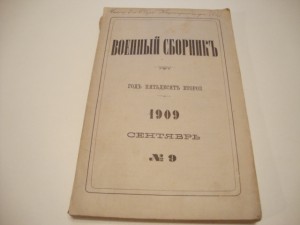 ВОЕННЫЙ СБОРНИКЪ
ГОДЪ ПЯТЬДЕСЯТЪ ВТОРОЙ
1909
СЕНТЯБРЬ
№ 9